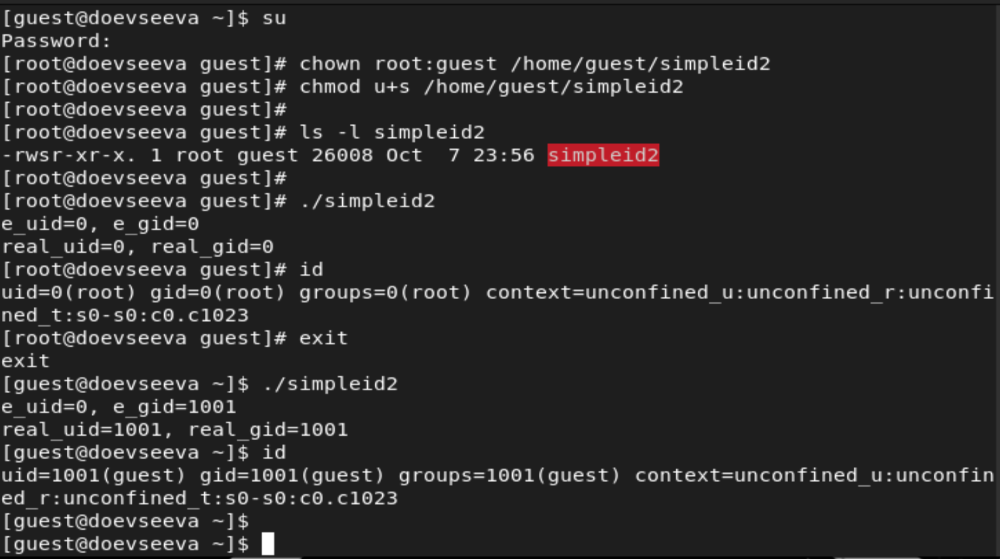 [guest@doevseeva ~]$ su
Password:
[root@doevseeva guest]# chown root:guest /home/guest/simpleid2
[root@doevseeva guest]# chmod u+s /home/guest/simpleid2
[root@doevseeva guest]#
[root@doevseeva guest]# ls -l simpleid2
-rwsr-xr-x. 1 root guest 26008 Oct  7 23:56 simpleid2
[root@doevseeva guest]#
[root@doevseeva guest]# ./simpleid2
e_uid=0, e_gid=0
real_uid=0, real_gid=0
[root@doevseeva guest]# id
uid=0(root) gid=0(root) groups=0(root) context=unconfined_u:unconfined_r:unconfi
ned_t:s0-s0:c0.c1023
[root@doevseeva guest]# exit
exit
[guest@doevseeva ~]$ ./simpleid2
e_uid=0, e_gid=1001
real_uid=1001, real_gid=1001
[guest@doevseeva ~]$ id
uid=1001(guest) gid=1001(guest) groups=1001(guest) context=unconfined_u:unconfin
ed_r:unconfined_t:s0-s0:c0.c1023
[guest@doevseeva ~]$
[guest@doevseeva ~]$